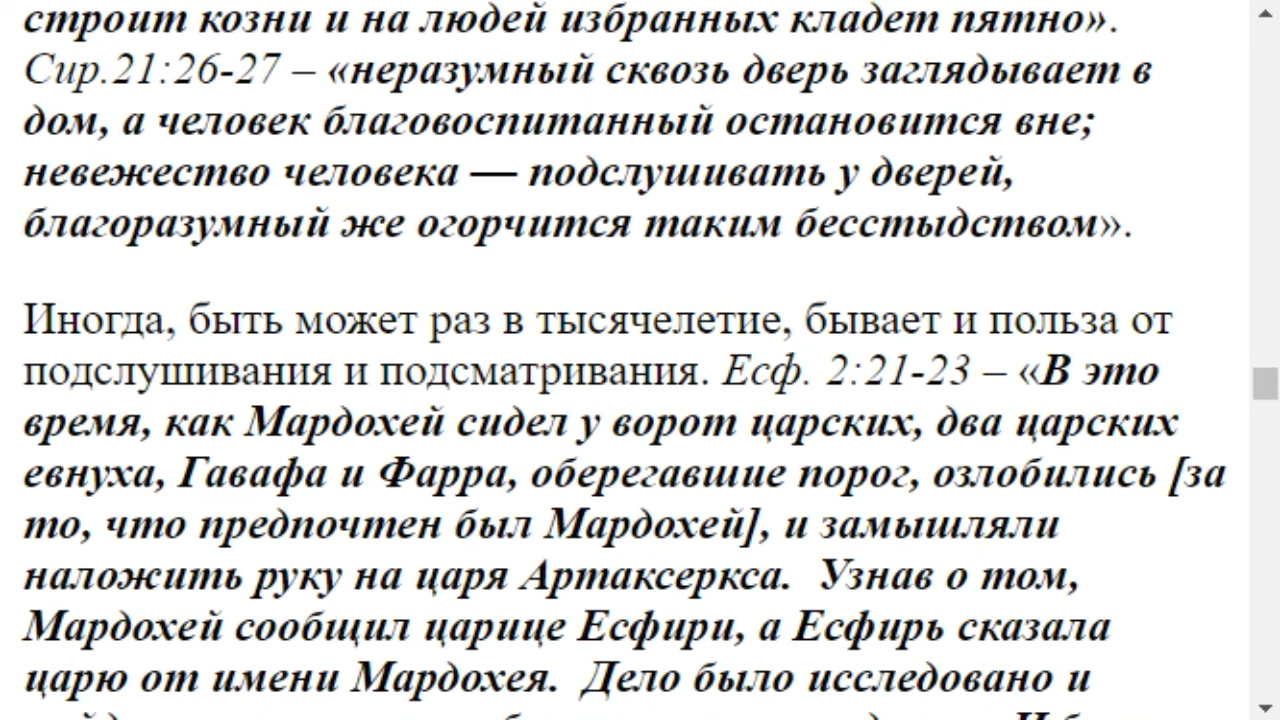 строит козни и на людей избранных кладет пятно».
Сир.21:26-27 – «неразумный сквозь дверь заглядывает в
дом, а человек благовоспитанный остановится вне;
невежество человека — подслушивать у дверей,
благоразумный же огорчится таким бесстыдством».
Иногда, быть может раз в тысячелетие, бывает и польза от
подслушивания и подсматривания. Есф. 2:21-23 – «В это
время, как Мардохей сидел у ворот царских, два царских
евнуха, Гавафа и Фарра, оберегавшие порог, озлобились [за
то, что предпочтен был Мардохей], и замышляли
наложить руку на царя Артаксеркса.  Узнав о том,
Мардохей сообщил царице Есфири, а Есфирь сказала
царю от имени Мардохея.  Дело было исследовано и